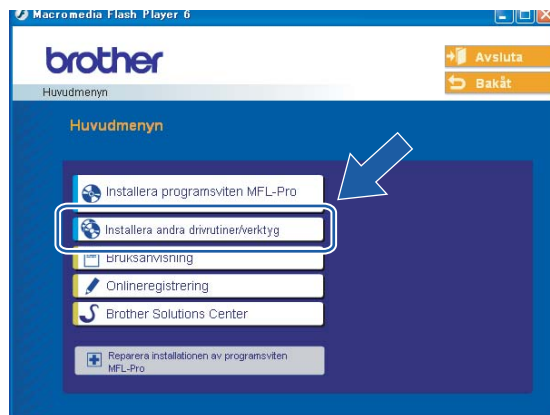 Macromedia Flash Player 6
brother
Avsluta
Bakåt
Huvudmenyn
Huvudmenyn
Installera programsviten MFL-Pro
Installera andra drivrutiner/verktyg
Bruksanvisning
Onlineregistrering
Brother Solutions Center
Reparera installationen av programsviten
MFL-Pro